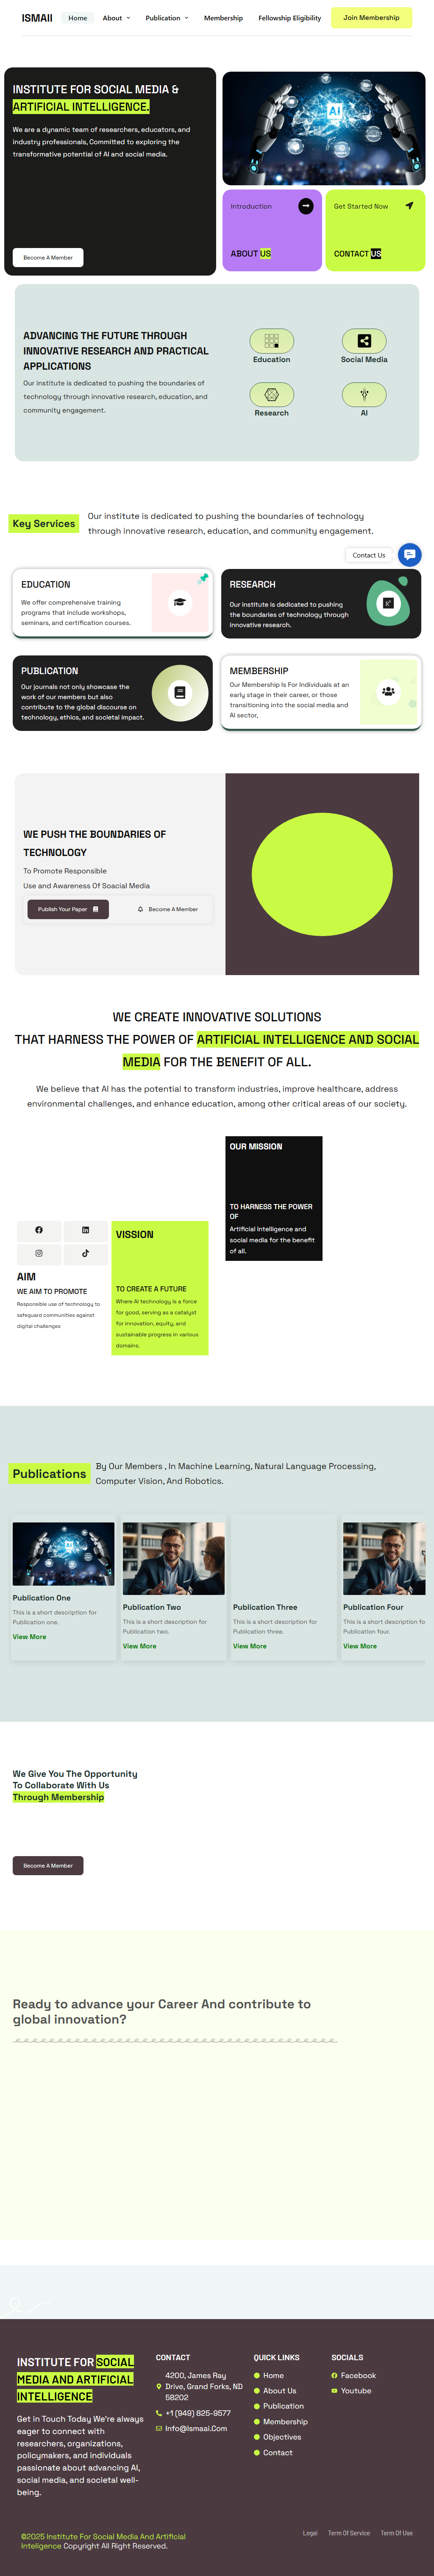 ISMAII
Home
About
Publication
Membership
Fellowship Eligibility
Join Membership
INSTITUTE FOR SOCIAL MEDIA &
ARTIFICIAL INTELLIGENCE.
We are a dynamic team of researchers, educators, and
industry professionals, Committed to exploring the
transformative potential of AI and social media.
Become A Member
AI
Introduction
ABOUT US
Get Started Now
CONTACT US
ADVANCING THE FUTURE THROUGH
INNOVATIVE RESEARCH AND PRACTICAL
APPLICATIONS
Our institute is dedicated to pushing the boundaries of
technology through innovative research, education, and
community engagement.
Education
Social Media
Research
AI
Key Services
Our institute is dedicated to pushing the boundaries of technology
through innovative research, education, and community engagement.
Contact Us
EDUCATION
We offer comprehensive training
programs that include workshops,
seminars, and certification courses.
RESEARCH
Our institute is dedicated to pushing
the boundaries of technology through
innovative research.
PUBLICATION
Our journals not only showcase the
work of our members but also
contribute to the global discourse on
technology, ethics, and societal impact.
MEMBERSHIP
Our Membership Is For Individuals at an
early stage in their career, or those
transitioning into the social media and
AI sector,
WE PUSH THE BOUNDARIES OF
TECHNOLOGY
To Promote Responsible
Use and Awareness Of Soacial Media
Publish Your Paper
Become A Member
WE CREATE INNOVATIVE SOLUTIONS
THAT HARNESS THE POWER OF ARTIFICIAL INTELLIGENCE AND SOCIAL
MEDIA FOR THE BENEFIT OF ALL.
We believe that AI has the potential to transform industries, improve healthcare, address
environmental challenges, and enhance education, among other critical areas of our society.
OUR MISSION
TO HARNESS THE POWER
OF
Artificial Intelligence and
social media for the benefit
of all.
AIM
WE AIM TO PROMOTE
Responsible use of technology to
safeguard communities against
digital challenges
VISSION
TO CREATE A FUTURE
Where AI technology is a force
for good, serving as a catalyst
for innovation, equity, and
sustainable progress in various
domains.
Publications
By Our Members , In Machine Learning, Natural Language Processing,
Computer Vision, And Robotics.
AI
Publication One
This is a short description for
Publication one.
View More
Publication Two
This is a short description for
Publication two.
View More
Publication Three
This is a short description for
Publication three.
View More
Publication Four
This is a short description fo
Publication four.
View More
We Give You The Opportunity
To Collaborate With Us
Through Membership
Become A Member
Ready to advance your Career And contribute to
global innovation?
INSTITUTE FOR SOCIAL
MEDIA AND ARTIFICIAL
INTELLIGENCE
Get in Touch Today We're always
eager to connect with
researchers, organizations,
policymakers, and individuals
passionate about advancing AI,
social media, and societal well-
being.
CONTACT
4200, James Ray
Drive, Grand Forks, ND
58202
+1 (949) 825-9577
Info@Ismaai.Com
QUICK LINKS
Home
About Us
Publication
Membership
Objectives
Contact
SOCIALS
Facebook
Youtube
©2025 Institute For Social Media And Artificial
Inteligence Copyright All Right Reserved.
Legal
Term Of Service
Term Of Use